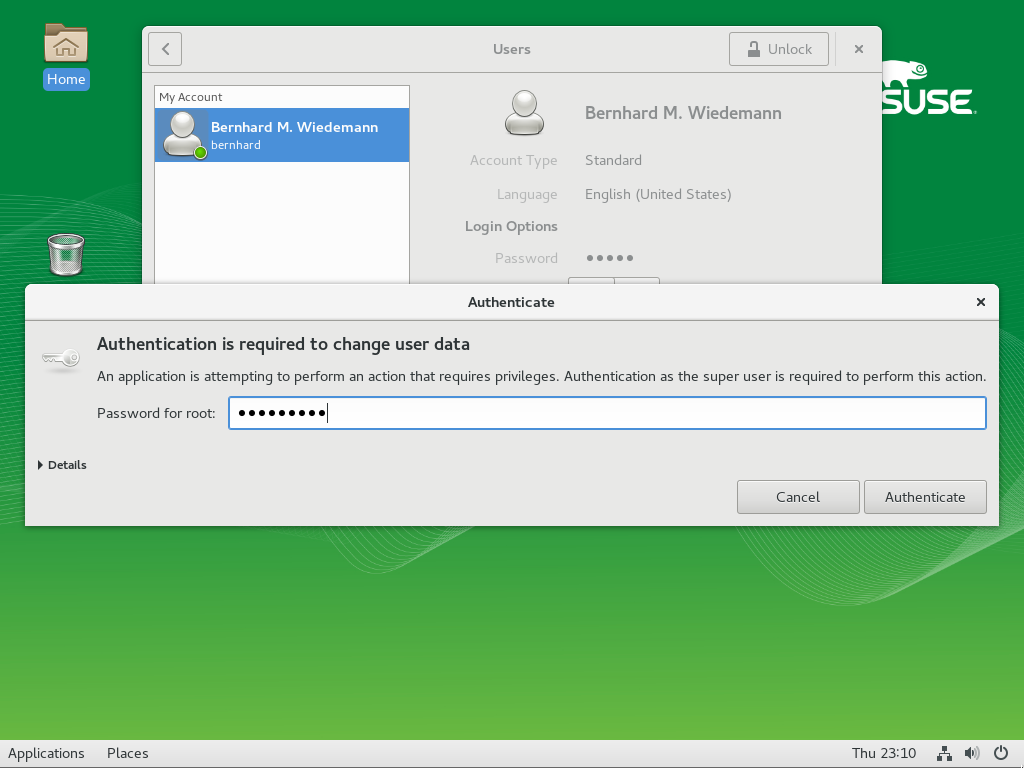 Home
Users
Unlock
SUSE
My Account
Bernhard M. Wiedemann
bernhard
Bernhard M. Wiedemann
Account Type Standard
Language English (United States)
Login Options
Password ●●●●●
Authenticate
Authentication is required to change user data
An application is attempting to perform an action that requires privileges. Authentication as the super user is required to perform this action.
Password for root: ●●●●●●●●●
Details
Cancel Authenticate
Applications Places Thu 23:10